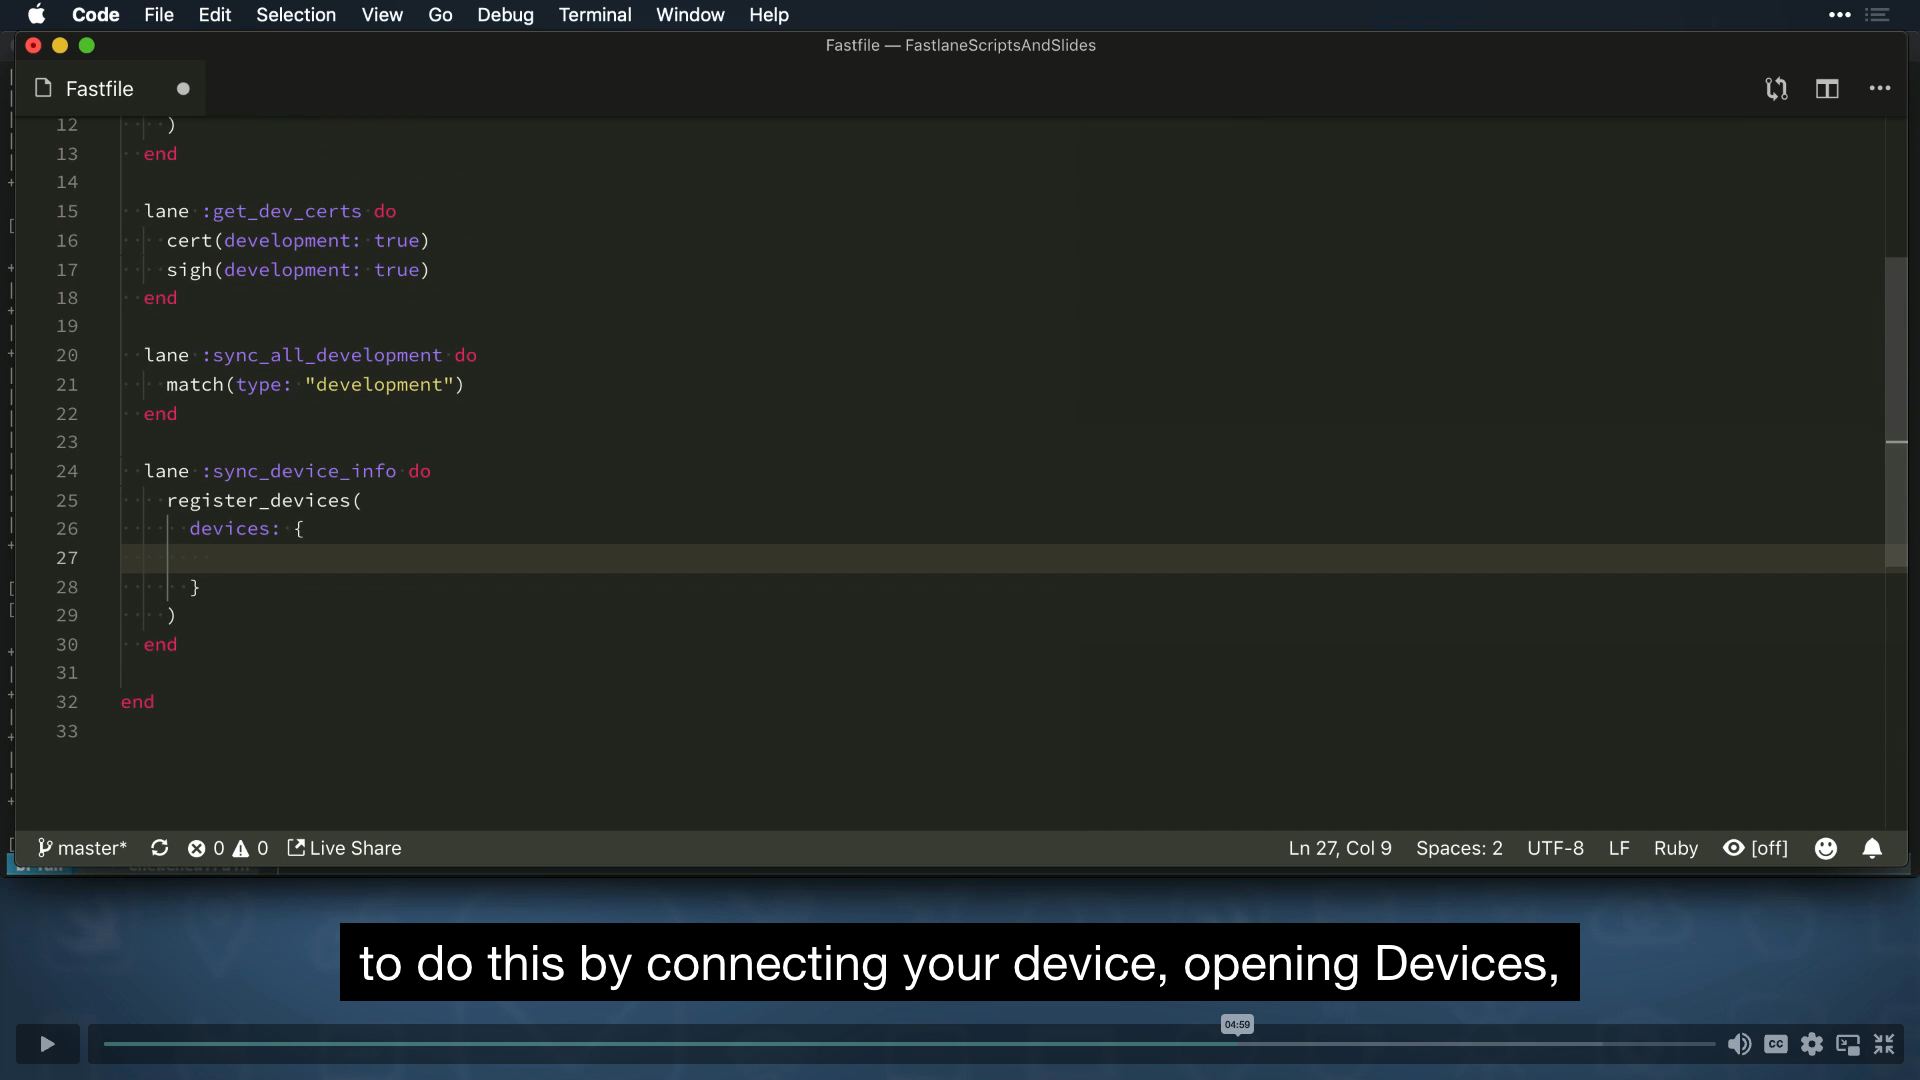 Code File Edit Selection View Go Debug Terminal Window Help
Fastfile — FastlaneScriptsAndSlides
Fastfile
12 )
13 end
14
15 lane :get_dev_certs do
16 cert(development: true)
17 sigh(development: true)
18 end
19
20 lane :sync_all_development do
21 match(type: "development")
22 end
23
24 lane :sync_device_info do
25 register_devices(
26 devices: {
27
28 }
29 )
30 end
31
32 end
33
master* 0 0 Live Share Ln 27, Col 9 Spaces: 2 UTF-8 LF Ruby [off]
to do this by connecting your device, opening Devices,
04:59
CC